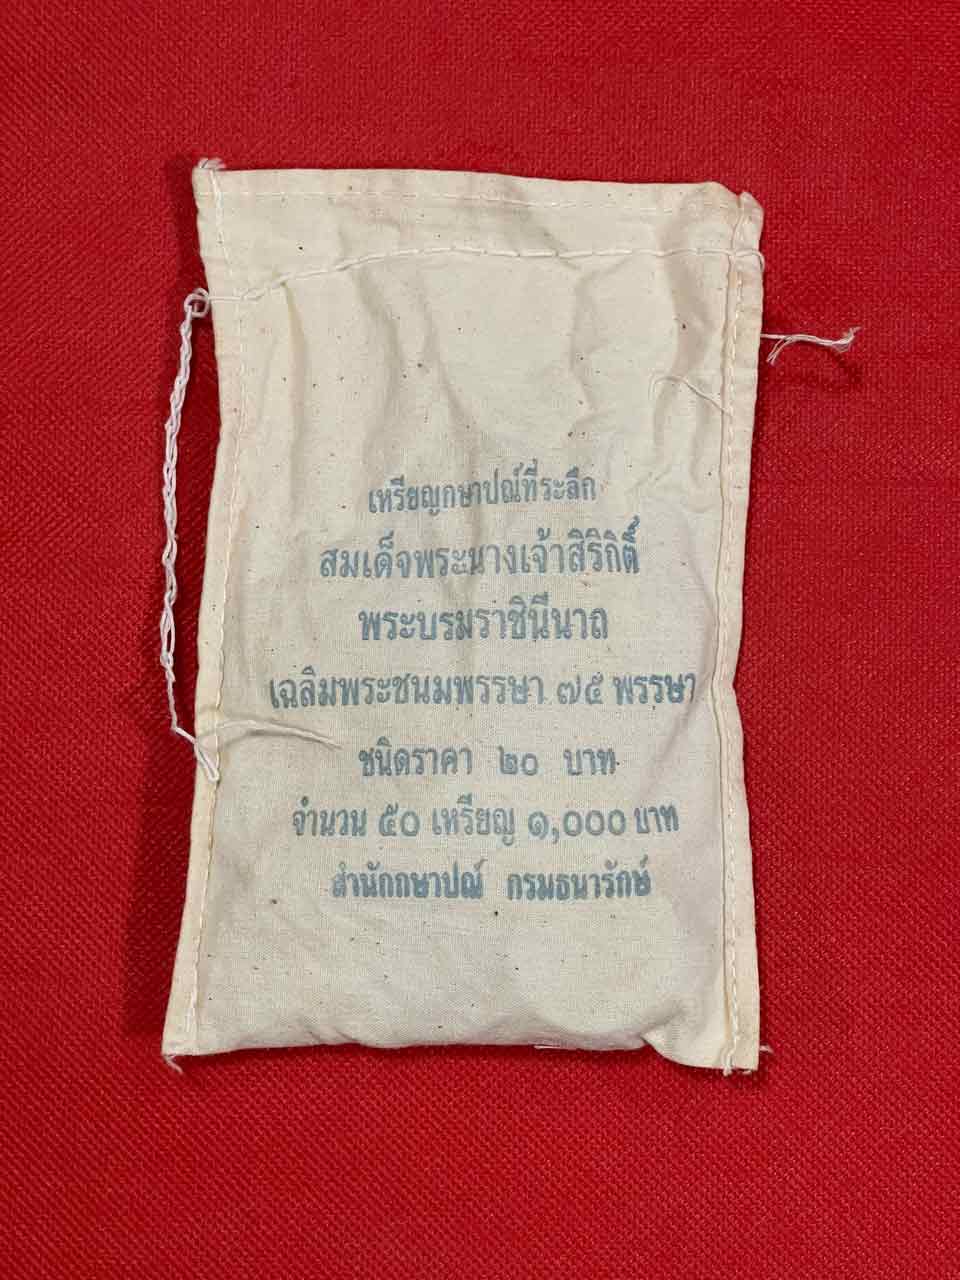 เหรียญกษาปณ์ที่ระลึก
สมเด็จพระนางเจ้าสิริกิติ์
พระบรมราชินีนาถ
เฉลิมพระชนมพรรษา ๗๕ พรรษา
ชนิดราคา ๒๐ บาท
จำนวน ๕๐ เหรียญ ๑,๐๐๐ บาท
สำนักกษาปณ์ กรมธนารักษ์